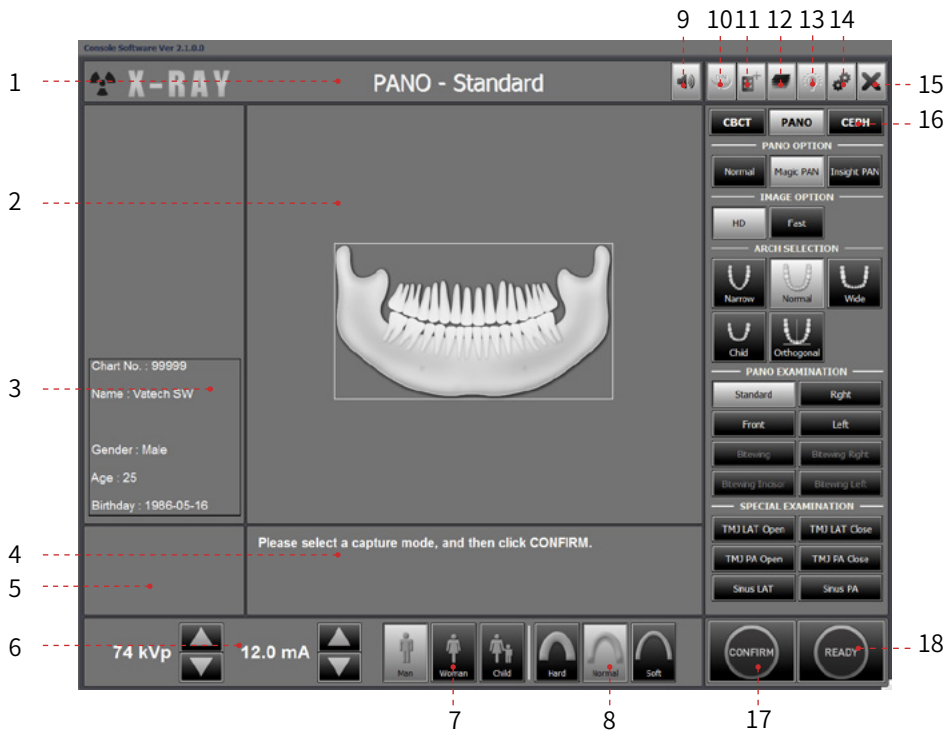 9 10 11 12 13 14
Console Software Ver 2.1.0.0
1
X-RAY
PANO - Standard
15
CBCT PANO CEPH
16
PANO OPTION
Normal Magic PAN Insight PAN
2
IMAGE OPTION
HD Fast
ARCH SELECTION
Narrow Normal Wide
Child Orthogonal
Chart No. : 99999
PANO EXAMINATION
3
Name : Vatech SW
Standard Right
Front Left
Gender : Male
Bitewing Bitewing Right
Age : 25
Bitewing Incisor Bitewing Left
Birthday : 1986-05-16
SPECIAL EXAMINATION
4
Please select a capture mode, and then click CONFIRM.
TMJ LAT Open TMJ LAT Close
TMJ PA Open TMJ PA Close
5
Sinus LAT Sinus PA
6
74 kVp
12.0 mA
Man Woman Child Hard Normal Soft
CONFIRM READY
18
7 8 17